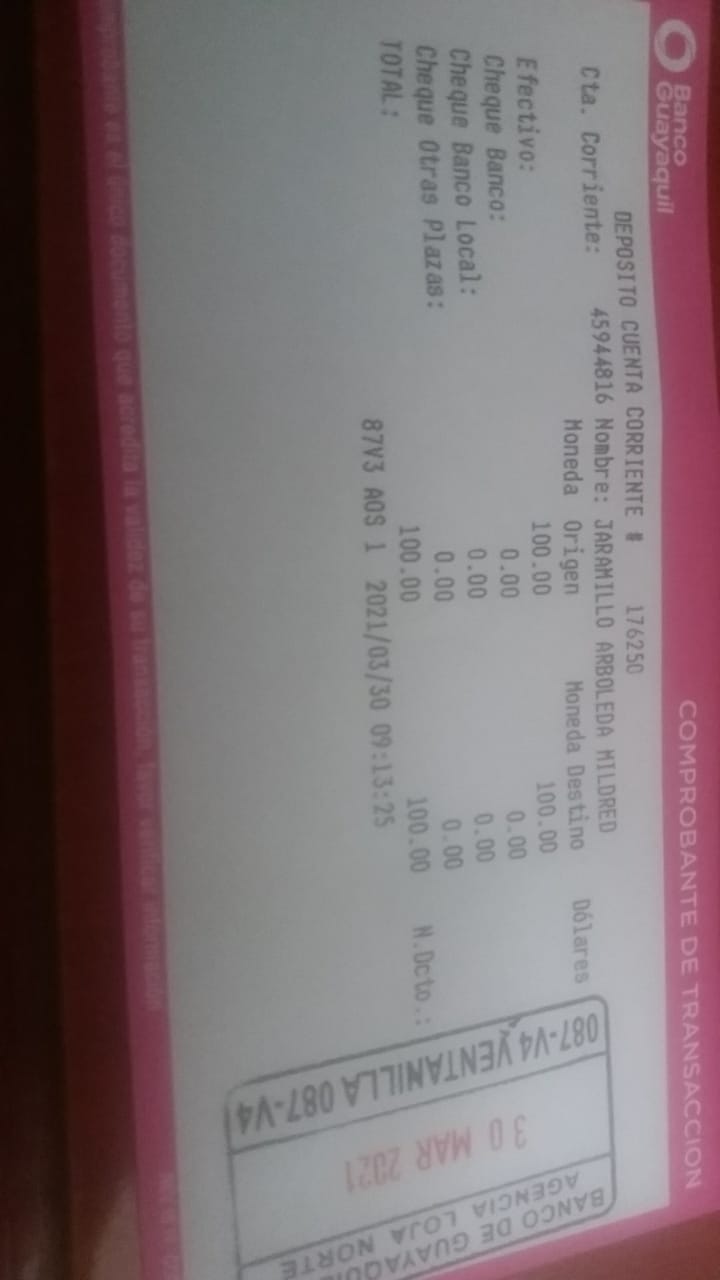 Banco
Guayaquil
COMPROBANTE DE TRANSACCION
DEPOSITO CUENTA CORRIENTE # 176250
Cta. Corriente: 45944816 Nombre: JARAMILLO ARBOLEDA MILDRED
Moneda Origen Moneda Destino Dólares
Efectivo: 100.00 100.00
Cheque Banco: 0.00 0.00
Cheque Banco Local: 0.00 0.00
Cheque Otras Plazas: 0.00 0.00
TOTAL: 100.00 100.00 N.Dcto.:
87V3 AOS 1 2021/03/30 09:13:25
BANCO DE GUAYAQUIL
AGENCIA LOJA NORTE
30 MAR 2021
087-V4 VENTANILLA 087-V4
es el único documento que acredita la validez de su transacción, favor verificar información